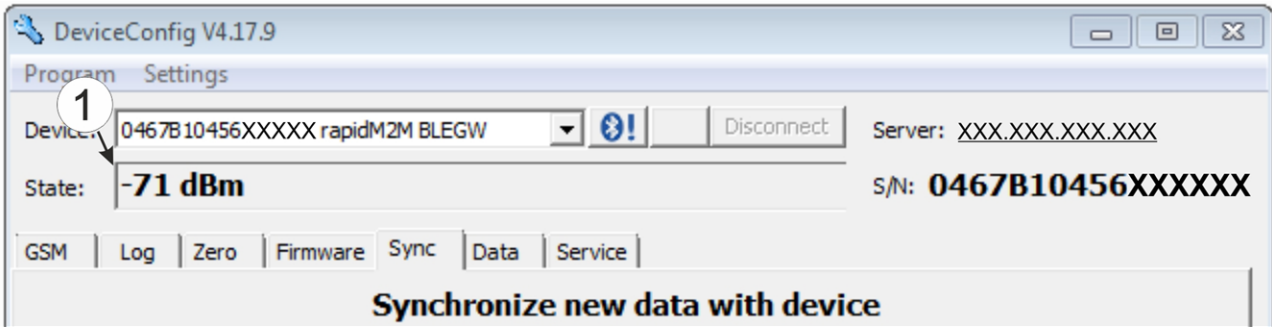 DeviceConfig V4.17.9
Program Settings
1
Device: 0467B10456XXXXX rapidM2M BLEGW Disconnect Server: XXX.XXX.XXX.XXX
State: -71 dBm S/N: 0467B10456XXXXXX
GSM Log Zero Firmware Sync Data Service
Synchronize new data with device